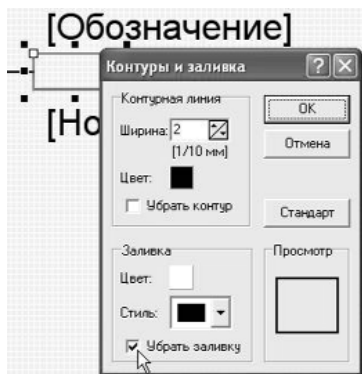 [Обозначение]
Контуры и заливка
[Но
Контурная линия
Ширина: 2
[1/10 мм]
Цвет:
Убрать контур
OK
Отмена
Стандарт
Заливка
Цвет:
Стиль:
Убрать заливку
Просмотр